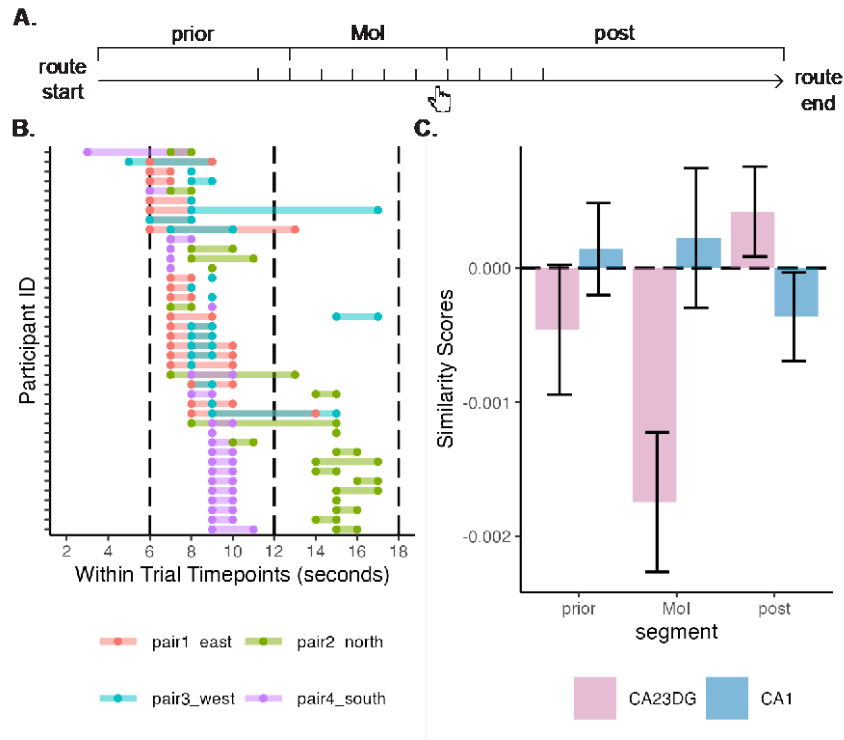 A.
prior MoI post
route start
route end
B.
Participant ID
2 4 6 8 10 12 14 16 18
Within Trial Timepoints (seconds)
pair1_east pair2_north
pair3_west pair4_south
C.
Similarity Scores
0.000
-0.001
-0.002
prior MoI post
segment
CA23DG CA1